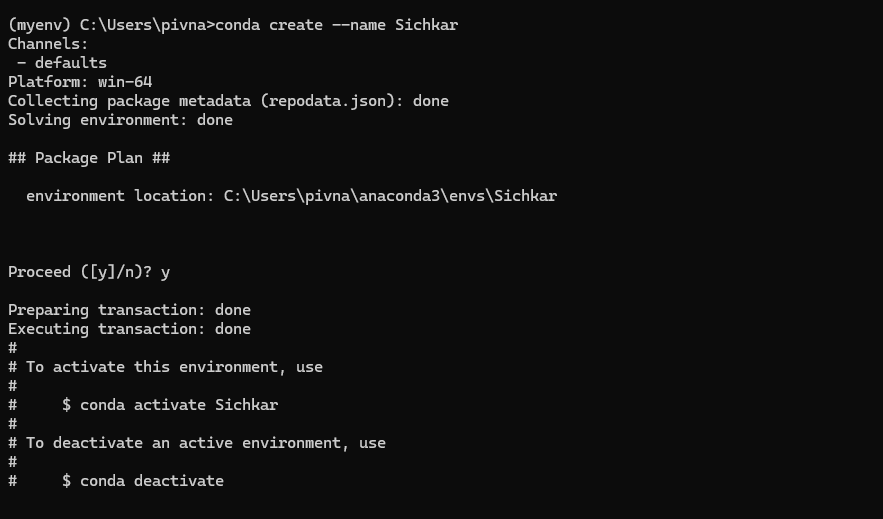 (myenv) C:\Users\pivna>conda create --name Sichkar
Channels:
 - defaults
Platform: win-64
Collecting package metadata (repodata.json): done
Solving environment: done

## Package Plan ##

  environment location: C:\Users\pivna\anaconda3\envs\Sichkar

Proceed ([y]/n)? y

Preparing transaction: done
Executing transaction: done
#
# To activate this environment, use
#
#     $ conda activate Sichkar
#
# To deactivate an active environment, use
#
#     $ conda deactivate